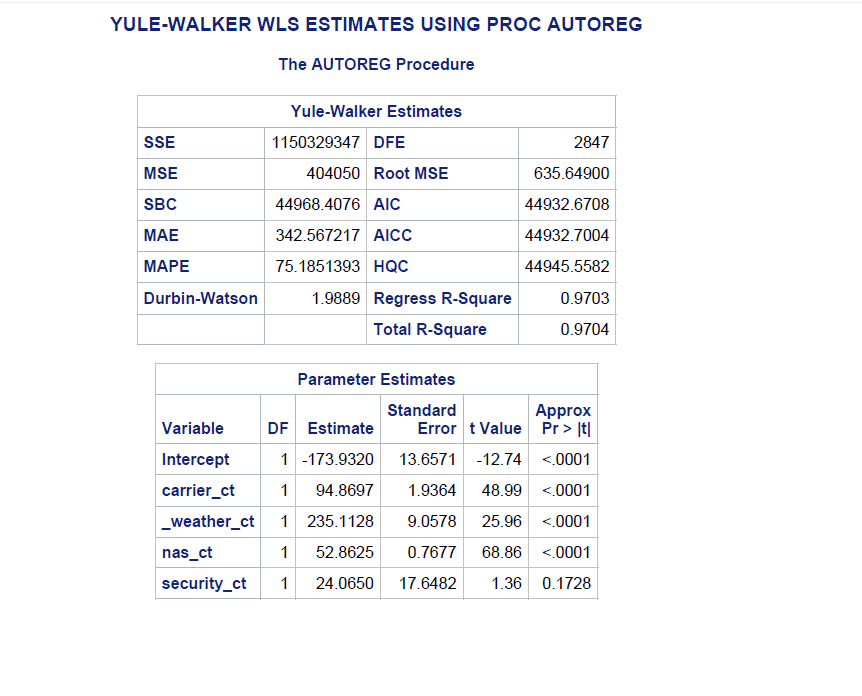 YULE-WALKER WLS ESTIMATES USING PROC AUTOREG
The AUTOREG Procedure
Yule-Walker Estimates
SSE 1150329347 DFE 2847
MSE 404050 Root MSE 635.64900
SBC 44968.4076 AIC 44932.6708
MAE 342.567217 AICC 44932.7004
MAPE 75.1851393 HQC 44945.5582
Durbin-Watson 1.9889 Regress R-Square 0.9703
Total R-Square 0.9704
Parameter Estimates
Variable DF Estimate Standard Error t Value Approx Pr > |t|
Intercept 1 -173.9320 13.6571 -12.74 <.0001
carrier_ct 1 94.8697 1.9364 48.99 <.0001
_weather_ct 1 235.1128 9.0578 25.96 <.0001
nas_ct 1 52.8625 0.7677 68.86 <.0001
security_ct 1 24.0650 17.6482 1.36 0.1728